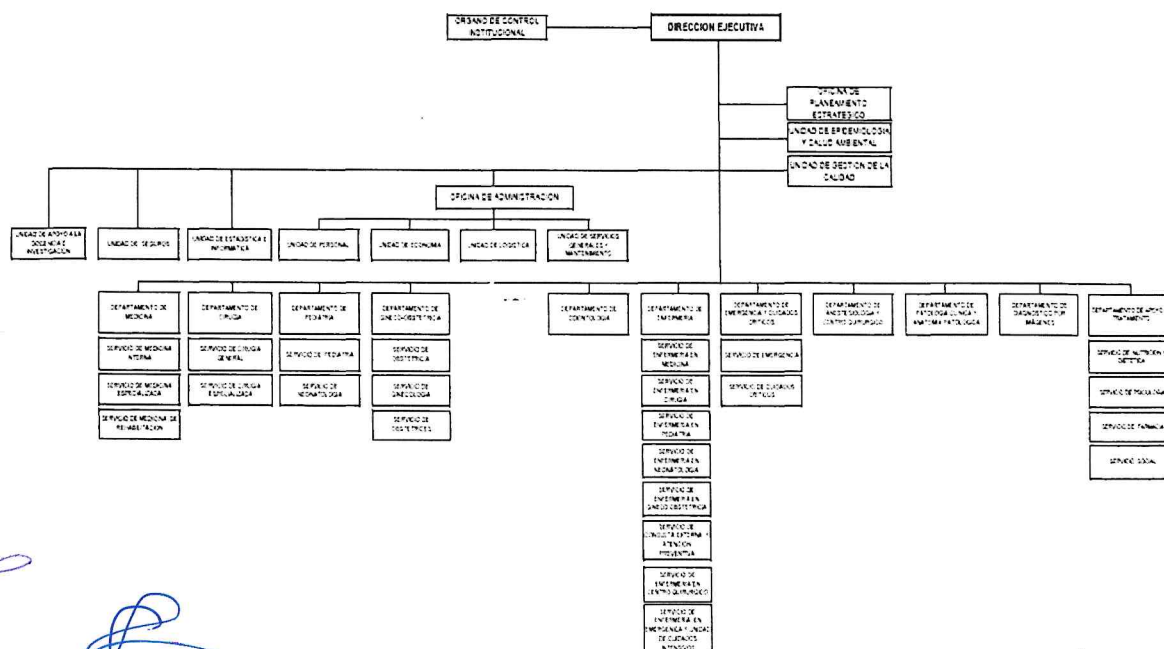 ORGANO DE CONTROL
INSTITUCIONAL
DIRECCION EJECUTIVA
OFICINA DE
PLANEAMIENTO
ESTRATEGICO
UNIDAD DE EPIDEMIOLOGIA
Y SALUD AMBIENTAL
UNIDAD DE GESTION DE LA
CALIDAD
OFICINA DE ADMINISTRACION
UNIDAD DE APOYO A LA
DOCENCIA E
INVESTIGACION
UNIDAD DE SEGUROS
UNIDAD DE ESTADISTICA E
INFORMATICA
UNIDAD DE PERSONAL
UNIDAD DE ECONOMIA
UNIDAD DE LOGISTICA
UNIDAD DE SERVICIOS
GENERALES Y
MANTENIMIENTO
DEPARTAMENTO DE
MEDICINA
SERVICIO DE MEDICINA
INTERNA
SERVICIO DE MEDICINA
ESPECIALIZADA
SERVICIO DE MEDICINA DE
REHABILITACION
DEPARTAMENTO DE
CIRUGIA
SERVICIO DE CIRUGIA
GENERAL
SERVICIO DE CIRUGIA
ESPECIALIZADA
DEPARTAMENTO DE
PEDIATRIA
SERVICIO DE PEDIATRIA
SERVICIO DE
NEONATOLOGIA
DEPARTAMENTO DE
GINECO-OBSTETRICIA
SERVICIO DE
OBSTETRICIA
SERVICIO DE
GINECOLOGIA
SERVICIO DE
OBSTETRICES
DEPARTAMENTO DE
ODONTOLOGIA
DEPARTAMENTO DE
ENFERMERIA
SERVICIO DE
ENFERMERIA EN
MEDICINA
SERVICIO DE
ENFERMERIA EN
CIRUGIA
SERVICIO DE
ENFERMERIA EN
PEDIATRIA
SERVICIO DE
ENFERMERIA EN
NEONATOLOGIA
SERVICIO DE
ENFERMERIA EN
GINECO OBSTETRICIA
SERVICIO DE
CONSULTA EXTERNA Y
ATENCION
PREVENTIVA
SERVICIO DE
ENFERMERIA EN
CENTRO QUIRURGICO
SERVICIO DE
ENFERMERIA EN
EMERGENCIA Y UNIDAD
DE CUIDADOS
INTENSIVOS
DEPARTAMENTO DE
EMERGENCIA Y CUIDADOS
CRITICOS
SERVICIO DE EMERGENCIA
SERVICIO DE CUIDADOS
CRITICOS
DEPARTAMENTO DE
ANESTESIOLOGIA Y
CENTRO QUIRURGICO
DEPARTAMENTO DE
PATOLOGIA CLINICA Y
ANATOMIA PATOLOGICA
DEPARTAMENTO DE
DIAGNOSTICO POR
IMÁGENES
DEPARTAMENTO DE APOYO AL
TRATAMIENTO
SERVICIO DE NUTRICION Y
DIETETICA
SERVICIO DE PSICOLOGIA
SERVICIO DE FARMACIA
SERVICIO SOCIAL